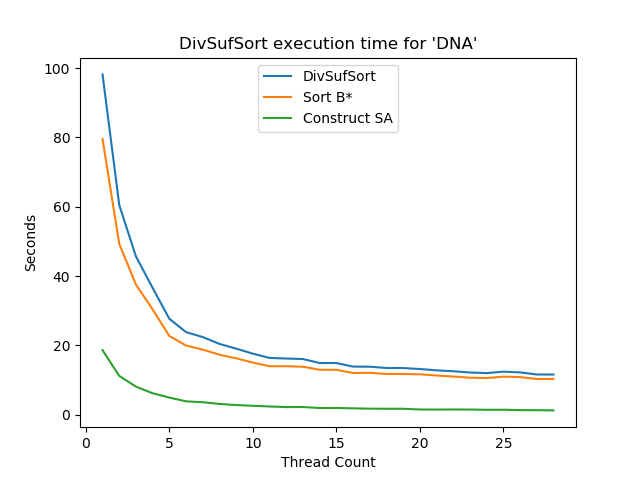 DivSufSort execution time for 'DNA'
DivSufSort
Sort B*
Construct SA
100
80
60
40
20
0
Seconds
0 5 10 15 20 25
Thread Count